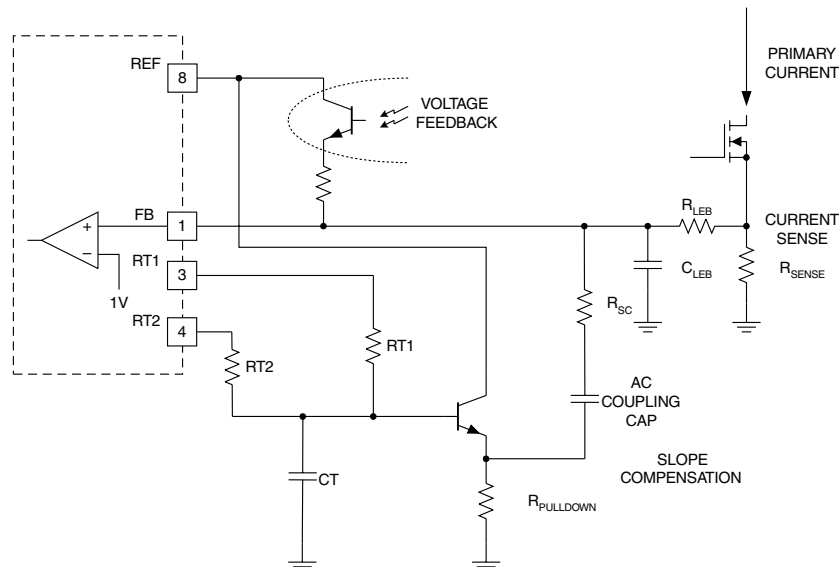 REF
8
PRIMARY
CURRENT
VOLTAGE
FEEDBACK
FB
1
+
−
1V
RT1
3
RT2
4
R_LEB
CURRENT
SENSE
C_LEB
R_SENSE
R_SC
RT2
RT1
AC
COUPLING
CAP
SLOPE
COMPENSATION
CT
R_PULLDOWN